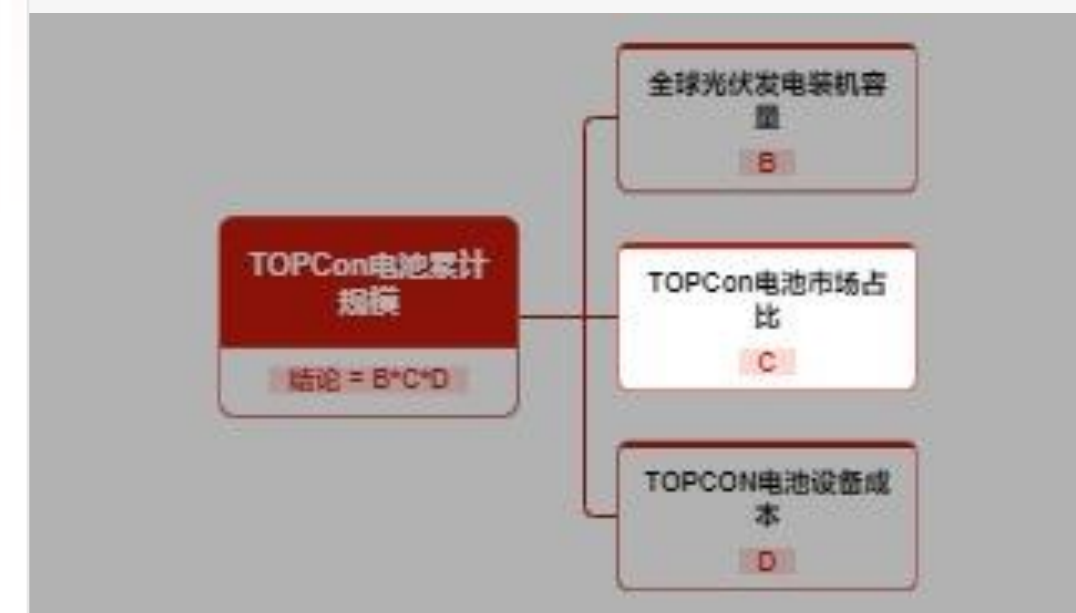 TOPCon电池累计
规模
结论 = B*C*D
全球光伏发电装机容
量
B
TOPCon电池市场占
比
C
TOPCON电池设备成
本
D